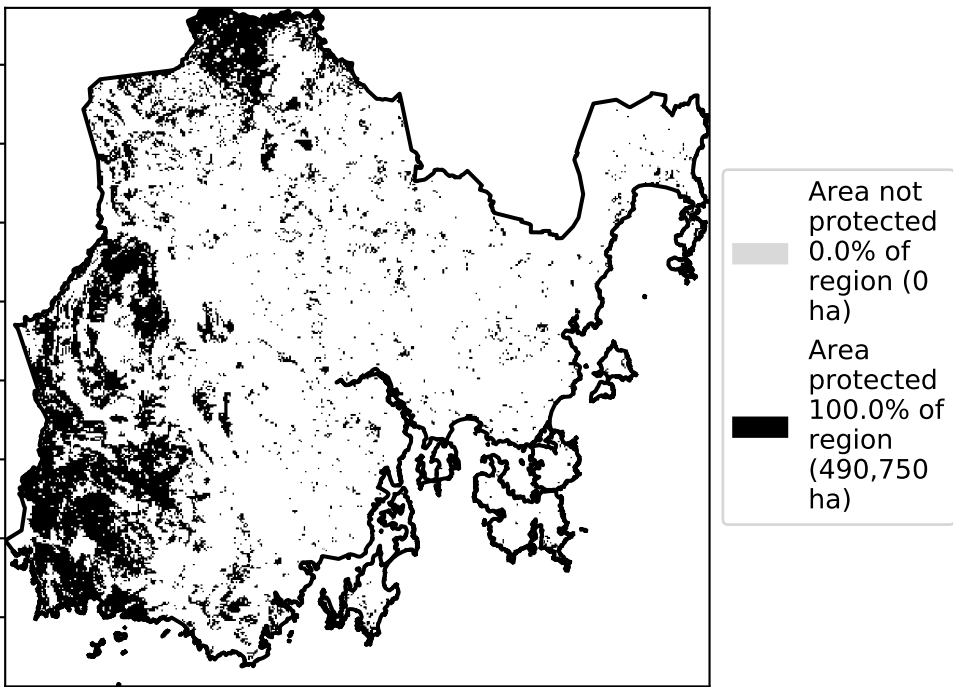 Area not
protected
0.0% of
region (0
ha)
Area
protected
100.0% of
region
(490,750
ha)